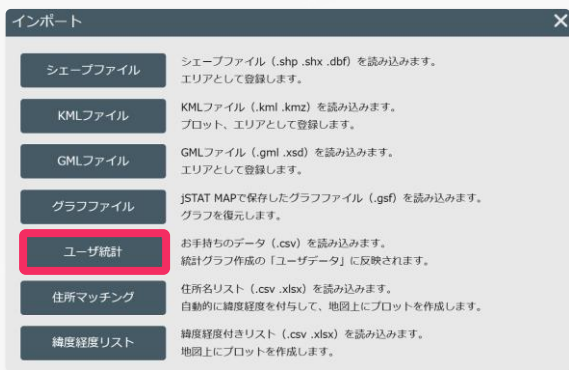 インポート
シェープファイル
シェープファイル（.shp .shx .dbf）を読み込みます。
エリアとして登録します。
KMLファイル
KMLファイル（.kml .kmz）を読み込みます。
プロット、エリアとして登録します。
GMLファイル
GMLファイル（.gml .xsd）を読み込みます。
エリアとして登録します。
グラフファイル
jSTAT MAPで保存したグラフファイル（.gsf）を読み込みます。
グラフを復元します。
ユーザ統計
お手持ちのデータ（.csv）を読み込みます。
統計グラフ作成の「ユーザデータ」に反映されます。
住所マッチング
住所名リスト（.csv .xlsx）を読み込みます。
自動的に緯度経度を付与して、地図上にプロットを作成します。
緯度経度リスト
緯度経度付きリスト（.csv .xlsx）を読み込みます。
地図上にプロットを作成します。